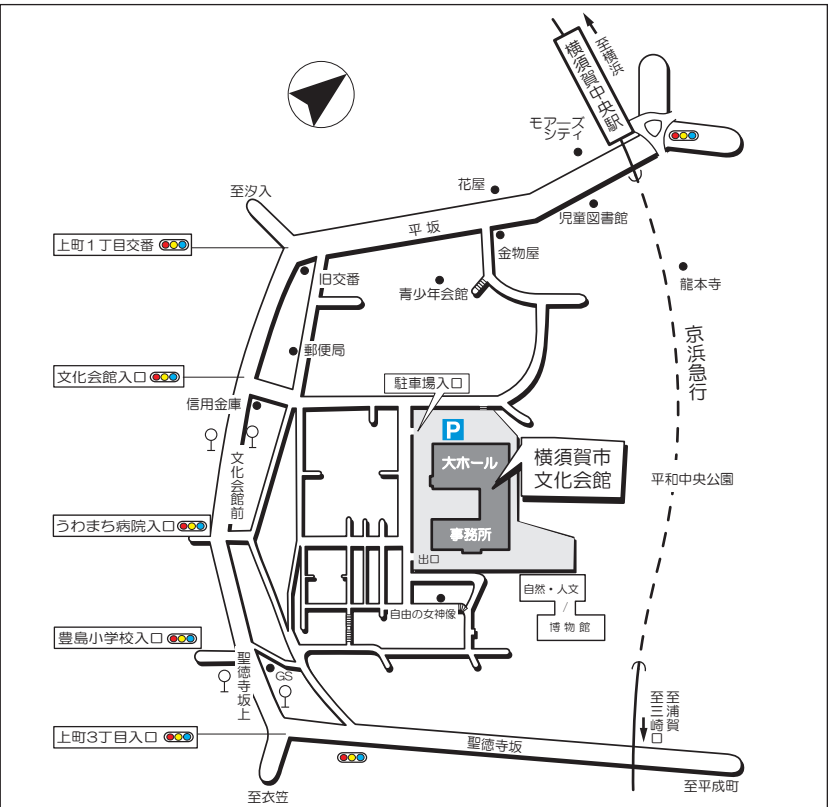 至横浜
横須賀中央駅
モアーズ
シティ
花屋
児童図書館
至汐入
平坂
金物屋
上町1丁目交番
旧交番
青少年会館
龍本寺
郵便局
京浜急行
文化会館入口
駐車場入口
信用金庫
P
大ホール
横須賀市
文化会館
文化会館前
平和中央公園
うわまち病院入口
事務所
出口
自然・人文
/
博物館
自由の女神像
豊島小学校入口
聖徳寺坂上
GS
上町3丁目入口
聖徳寺坂
至浦賀
至三崎口
至平成町
至衣笠